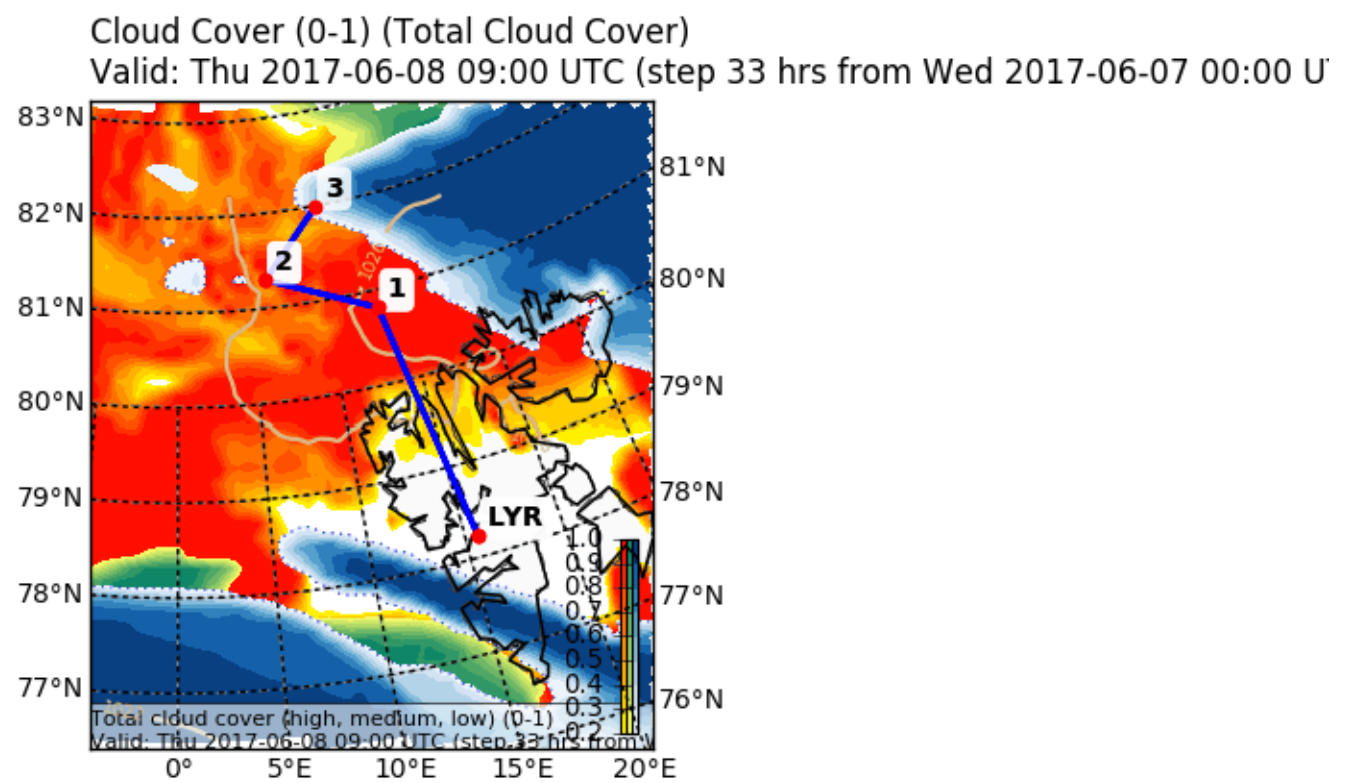 Cloud Cover (0-1) (Total Cloud Cover)
Valid: Thu 2017-06-08 09:00 UTC (step 33 hrs from Wed 2017-06-07 00:00 U
83°N
81°N
3
82°N
1020
2
80°N
1
81°N
79°N
80°N
78°N
79°N
LYR
1.0
0.9
0.8
0.7
0.6
0.5
0.4
0.3
0.2
78°N
77°N
77°N
76°N
Total cloud cover (high, medium, low) (0-1)
Valid: Thu 2017-06-08 09:00 UTC (step 33 hrs from
0°
5°E
10°E
15°E
20°E